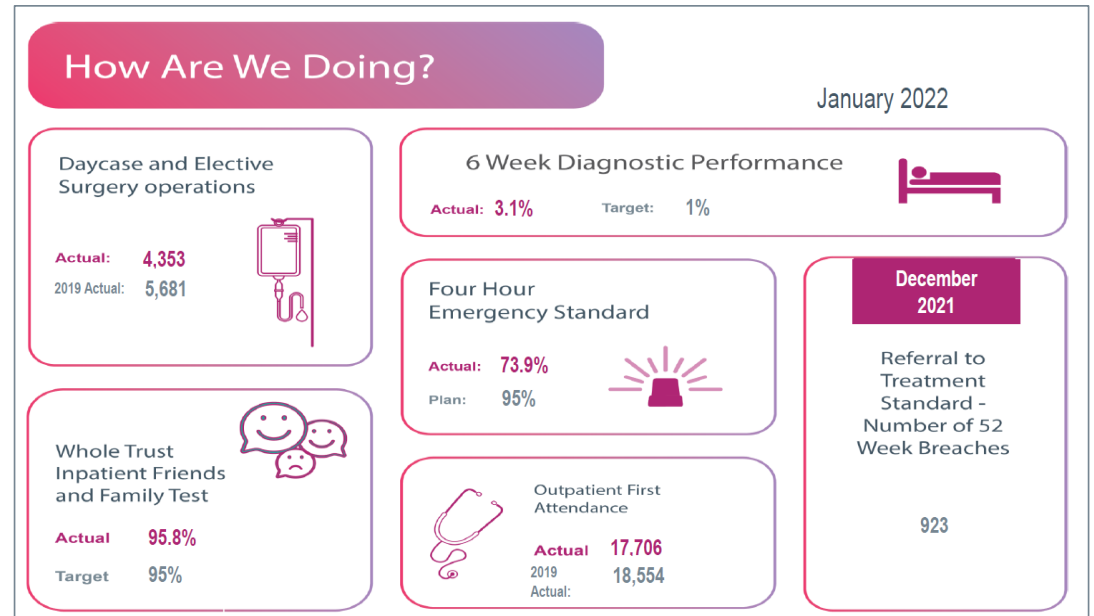 How Are We Doing?
January 2022
Daycase and Elective
Surgery operations
Actual: 4,353
2019 Actual: 5,681
6 Week Diagnostic Performance
Actual: 3.1% Target: 1%
Four Hour
Emergency Standard
Actual: 73.9%
Plan: 95%
December
2021
Referral to
Treatment
Standard -
Number of 52
Week Breaches
923
Whole Trust
Inpatient Friends
and Family Test
Actual 95.8%
Target 95%
Outpatient First
Attendance
Actual 17,706
2019
Actual: 18,554